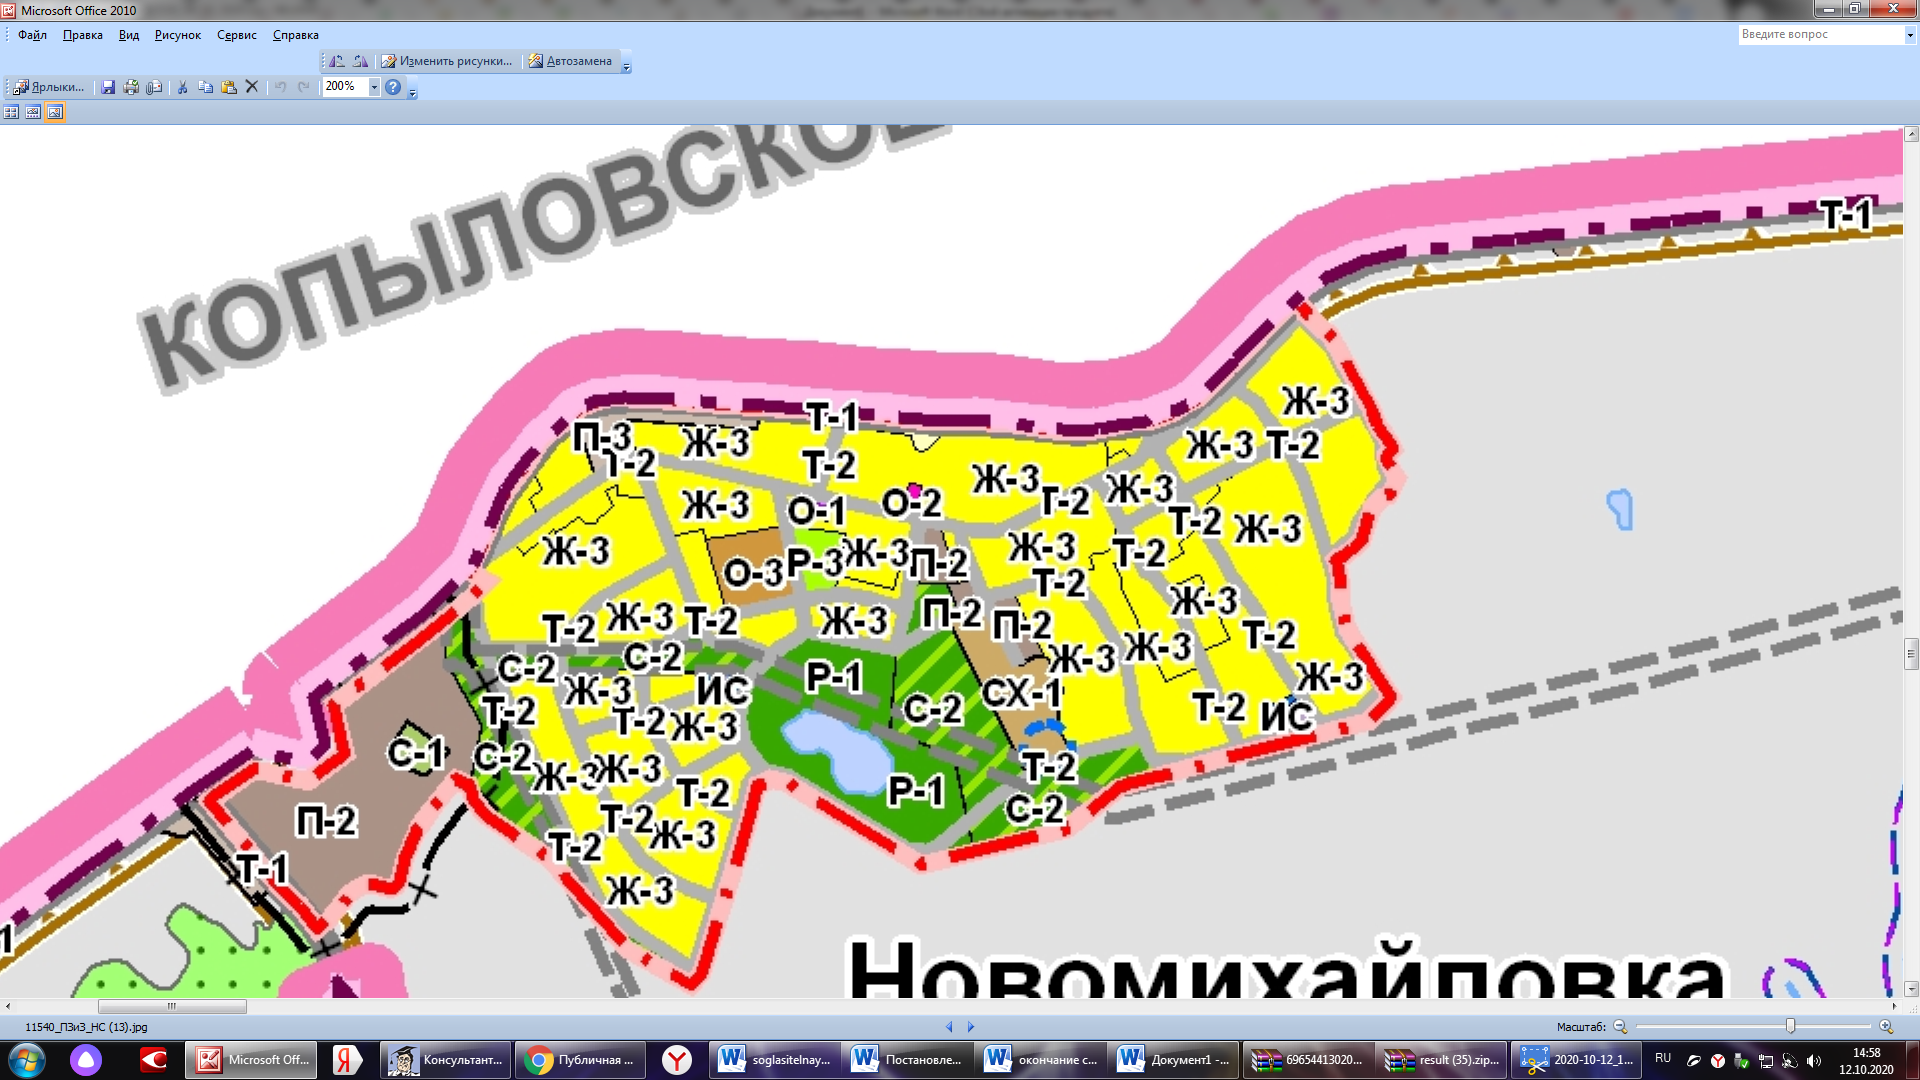 Microsoft Office 2010
Файл Правка Вид Рисунок Сервис Справка
Введите вопрос
Изменить рисунки... Автозамена
Ярлыки... 200%
КОПЫЛОВСКОЕ
Т-1
Ж-3
Т-1
П-3 Ж-3 Ж-3 Т-2
Т-2 Т-2
Ж-3 О-1 О-2 Ж-3 Т-2 Ж-3
Т-2 Ж-3
Ж-3 О-3 Р-3 Ж-3 П-2 Ж-3 Т-2
Т-2
Т-2 Ж-3 Т-2 Ж-3 П-2 П-2 Ж-3 Т-2
С-2 С-2 Р-1 Ж-3 Ж-3 Ж-3
Ж-3 ИС С-2 СХ-1 Т-2 ИС
Т-2 Т-2 Ж-3
С-1 С-2 Ж-3 Ж-3 Т-2
Т-2 Р-1 С-2
П-2 Т-2 Ж-3
Т-2
Т-1
Ж-3
1
Новомихайловка
11540_ПЗиЗ_НС (13).jpg
Масштаб:
Microsoft Off... Консультант... Публичная ... soglasitelnay... Постановле... окончание с... Документ1 -... 69654413020... result (35).zip... 2020-10-12_1...
RU
14:58
12.10.2020